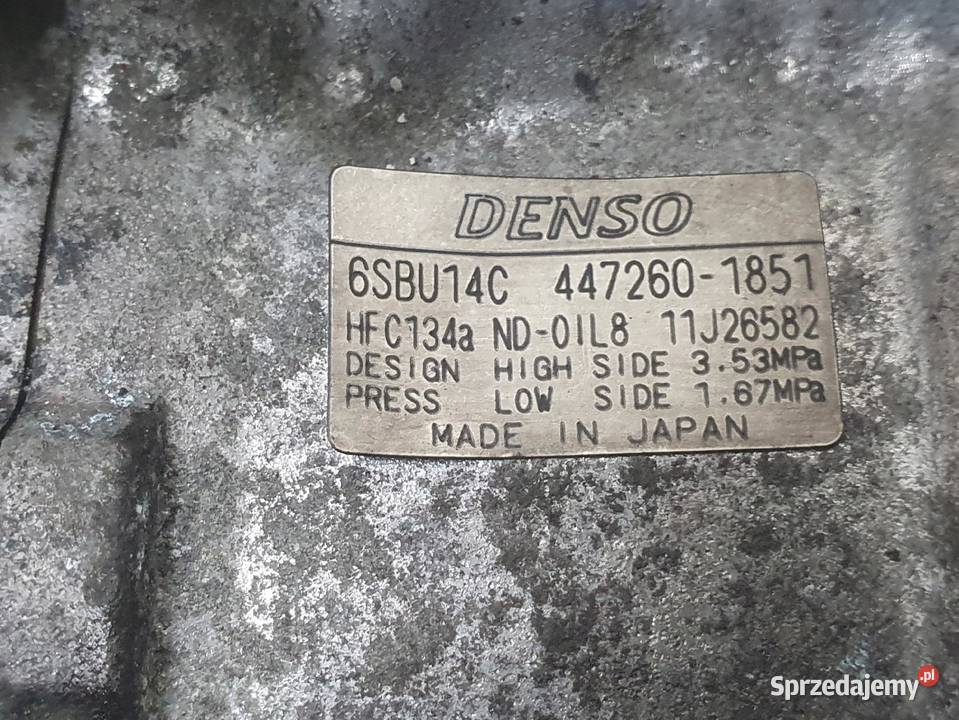 DENSO
6SBU14C 447260-1851
HFC134a ND-OIL8 11J26582
DESIGN HIGH SIDE 3.53MPa
PRESS LOW SIDE 1.67MPa
MADE IN JAPAN
Sprzedajemy.pl